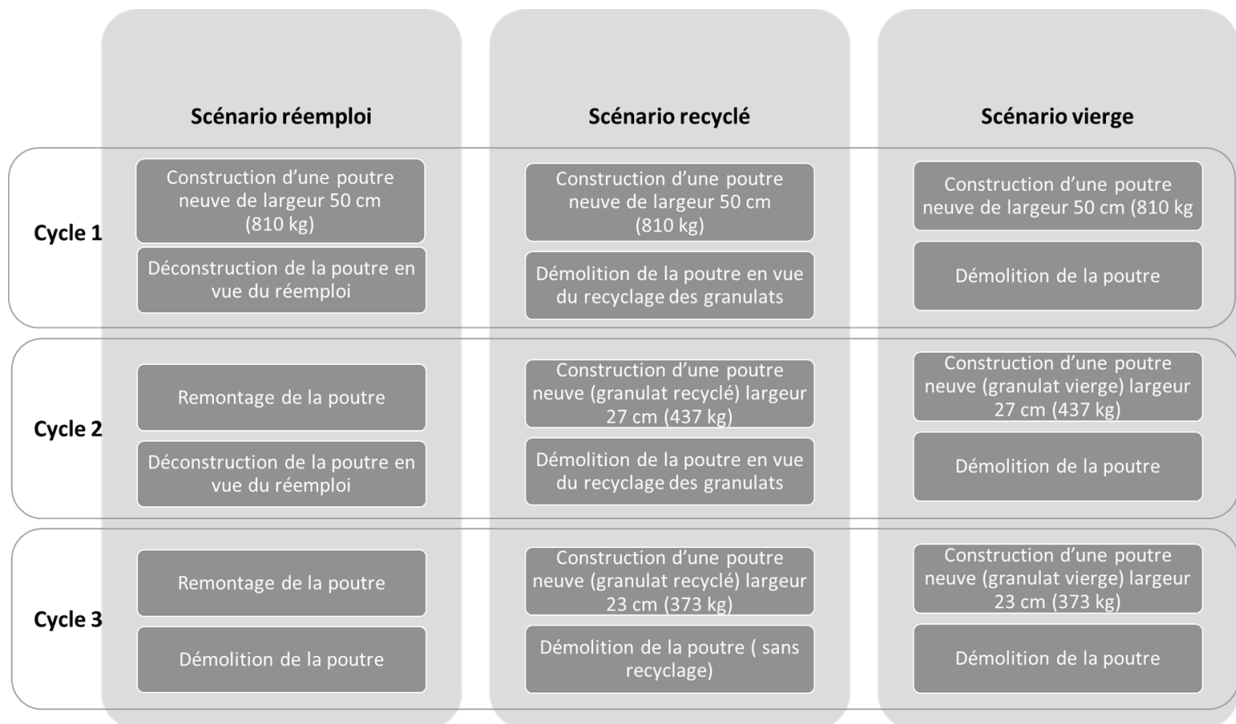 Scénario réemploi
Scénario recyclé
Scénario vierge
Cycle 1
Construction d’une poutre
neuve de largeur 50 cm
(810 kg)
Déconstruction de la poutre en
vue du réemploi
Construction d’une poutre
neuve de largeur 50 cm
(810 kg)
Démolition de la poutre en vue
du recyclage des granulats
Construction d’une poutre
neuve de largeur 50 cm (810 kg
Démolition de la poutre
Cycle 2
Remontage de la poutre
Déconstruction de la poutre en
vue du réemploi
Construction d’une poutre
neuve (granulat recyclé) largeur
27 cm (437 kg)
Démolition de la poutre en vue
du recyclage des granulats
Construction d’une poutre
neuve (granulat vierge) largeur
27 cm (437 kg)
Démolition de la poutre
Cycle 3
Remontage de la poutre
Démolition de la poutre
Construction d’une poutre
neuve (granulat recyclé) largeur
23 cm (373 kg)
Démolition de la poutre ( sans
recyclage)
Construction d’une poutre
neuve (granulat vierge) largeur
23 cm (373 kg)
Démolition de la poutre